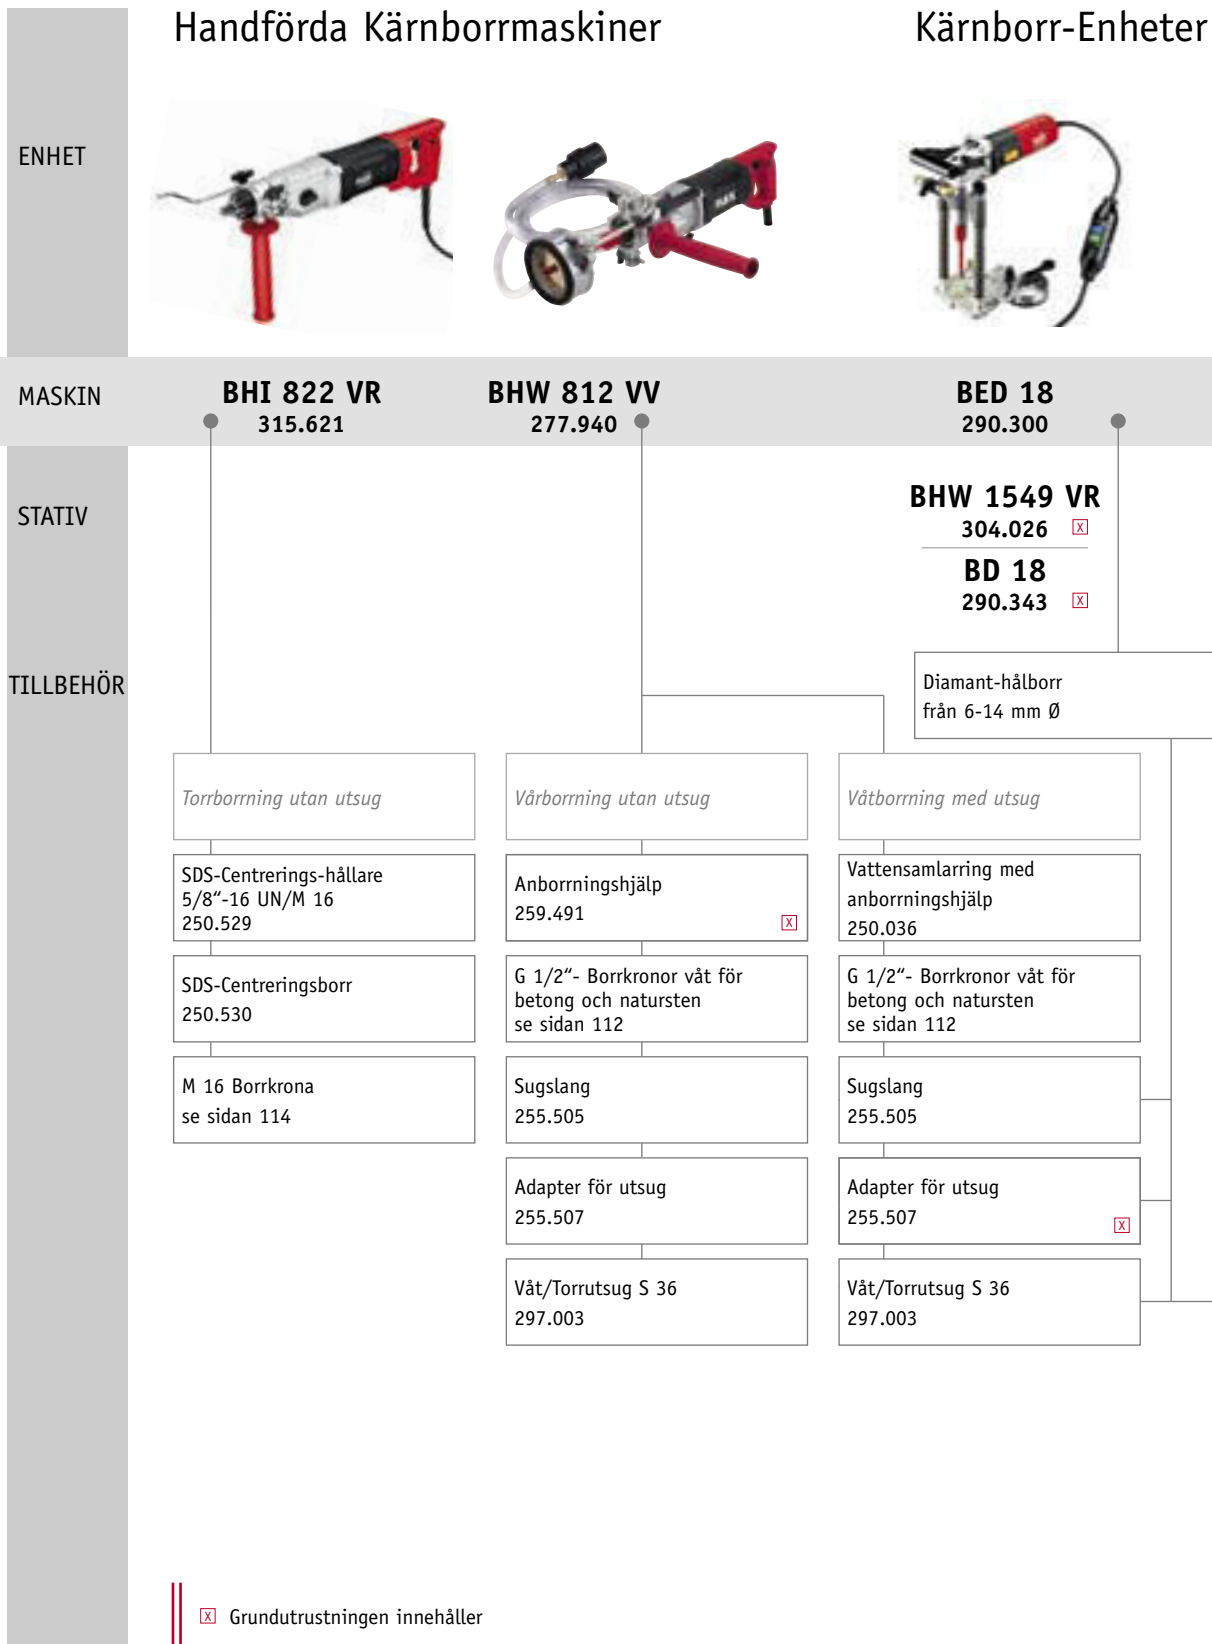 Handförda Kärnborrmaskiner
Kärnborr-Enheter
ENHET
MASKIN
BHI 822 VR
315.621
BHW 812 VV
277.940
BED 18
290.300
STATIV
BHW 1549 VR
304.026 X
BD 18
290.343 X
TILLBEHÖR
Diamant-hålborr
från 6-14 mm Ø
Torrborrning utan utsug
SDS-Centrerings-hållare
5/8“-16 UN/M 16
250.529
SDS-Centreringsborr
250.530
M 16 Borrkrona
se sidan 114
Vårborrning utan utsug
Anborrningshjälp
259.491 X
G 1/2“- Borrkronor våt för
betong och natursten
se sidan 112
Sugslang
255.505
Adapter för utsug
255.507
Våt/Torrutsug S 36
297.003
Våtborrning med utsug
Vattensamlarring med
anborrningshjälp
250.036
G 1/2“- Borrkronor våt för
betong och natursten
se sidan 112
Sugslang
255.505
Adapter för utsug
255.507 X
Våt/Torrutsug S 36
297.003
X Grundutrustningen innehåller